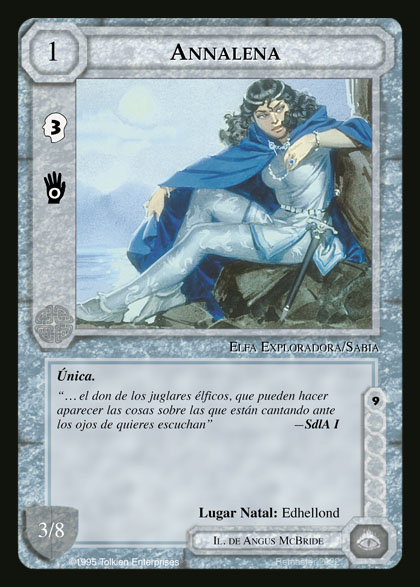 1
ANNALENA
3
ELFA EXPLORADORA/SABIA
Única.
“… el don de los juglares élficos, que pueden hacer
aparecer las cosas sobre las que están cantando ante
los ojos de quieres escuchan” —SdlA I
9
Lugar Natal: Edhellond
3/8
IL. DE ANGUS MCBRIDE
©1995 Tolkien Enterprises